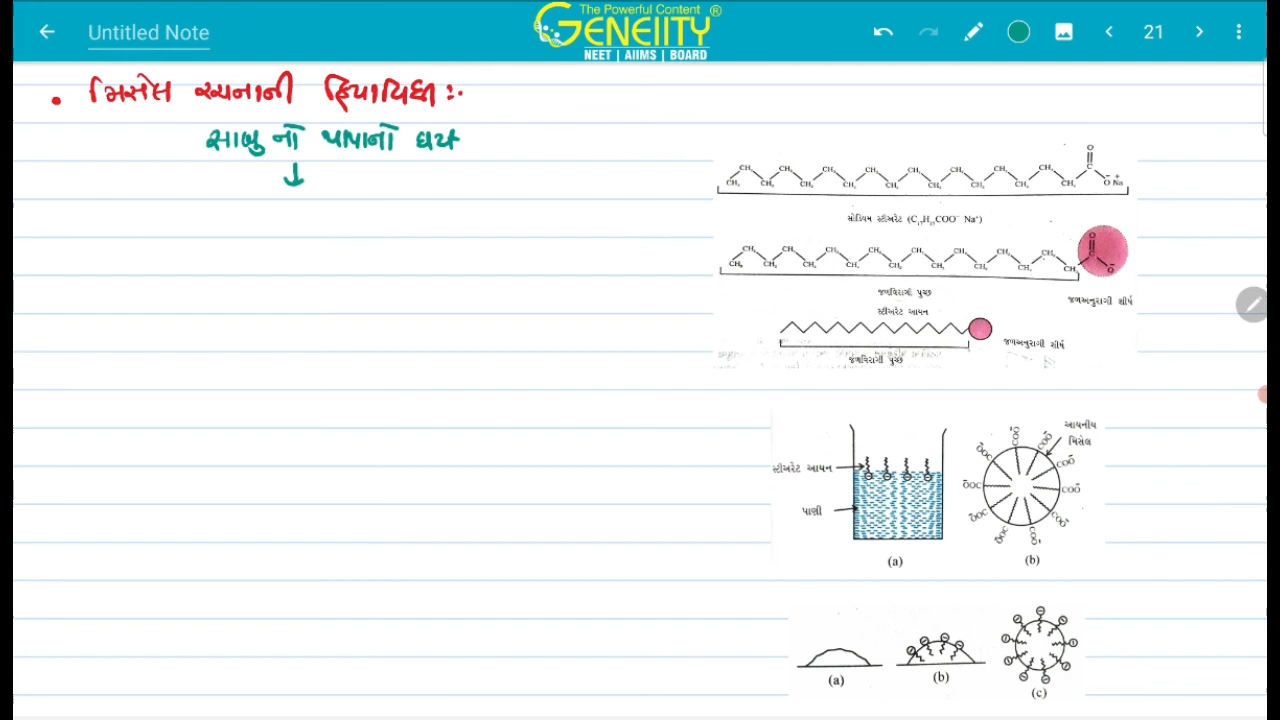 The Powerful Content
GENEIITY ®
NEET | AIIMS | BOARD
Untitled Note
21
• મિસેલ રચનાની ક્રિયાવિધી :-
સાબુ નો પાયાનો ઘટક
↓
સોડિયમ સ્ટીઅરેટ (C₁₇H₃₅COO⁻ Na⁺)
જળવિરાગી પુચ્છ
જળઅનુરાગી શીર્ષ
સ્ટીઅરેટ આયન
જળઅનુરાગી શીર્ષ
જળવિરાગી પુચ્છ
સ્ટીઅરેટ આયન
પાણી
(a)
આયનીય
મિસેલ
(b)
(a)
(b)
(c)